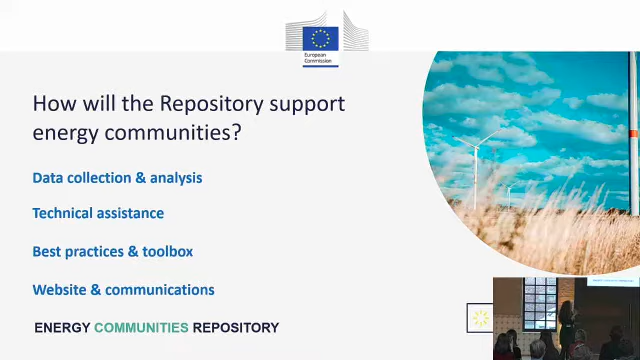 European
Commission
How will the Repository support
energy communities?
Data collection & analysis
Technical assistance
Best practices & toolbox
Website & communications
ENERGY COMMUNITIES REPOSITORY